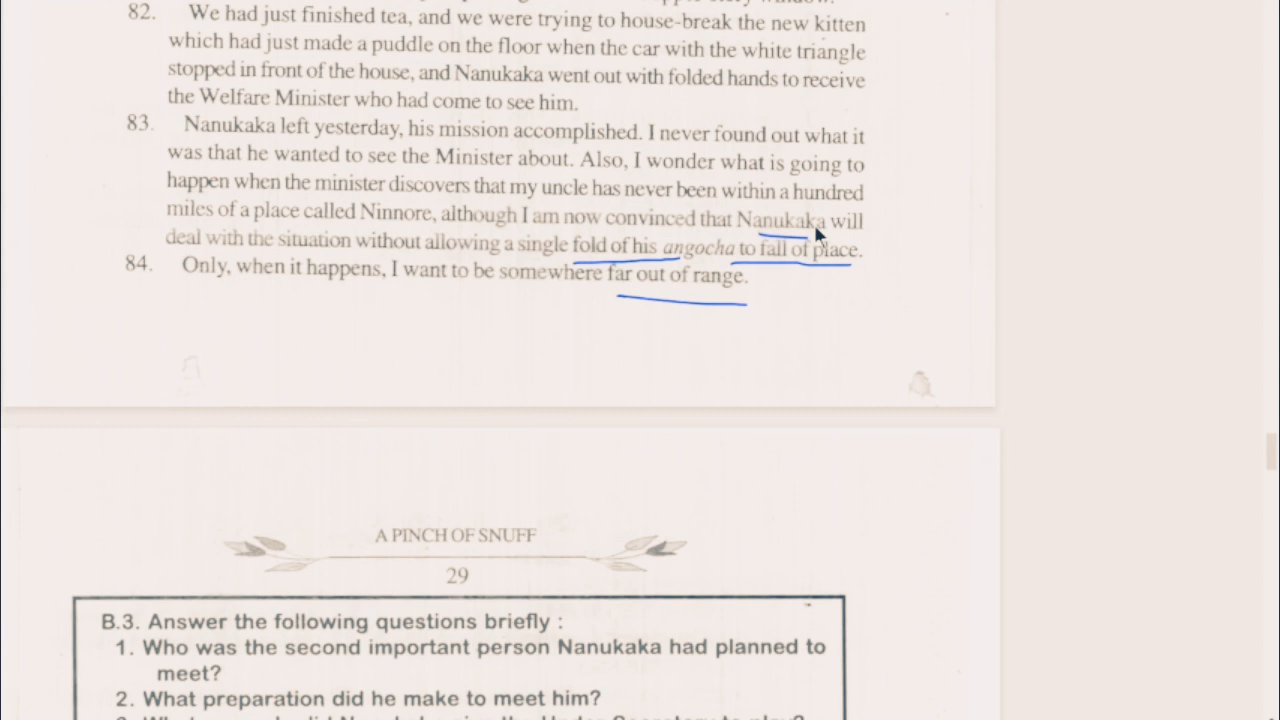 82. We had just finished tea, and we were trying to house-break the new kitten
which had just made a puddle on the floor when the car with the white triangle
stopped in front of the house, and Nanukaka went out with folded hands to receive
the Welfare Minister who had come to see him.
83. Nanukaka left yesterday, his mission accomplished. I never found out what it
was that he wanted to see the Minister about. Also, I wonder what is going to
happen when the minister discovers that my uncle has never been within a hundred
miles of a place called Ninnore, although I am now convinced that Nanukaka will
deal with the situation without allowing a single fold of his angocha to fall of place.
84. Only, when it happens, I want to be somewhere far out of range.
A PINCH OF SNUFF
29
B.3. Answer the following questions briefly :
1. Who was the second important person Nanukaka had planned to
meet?
2. What preparation did he make to meet him?